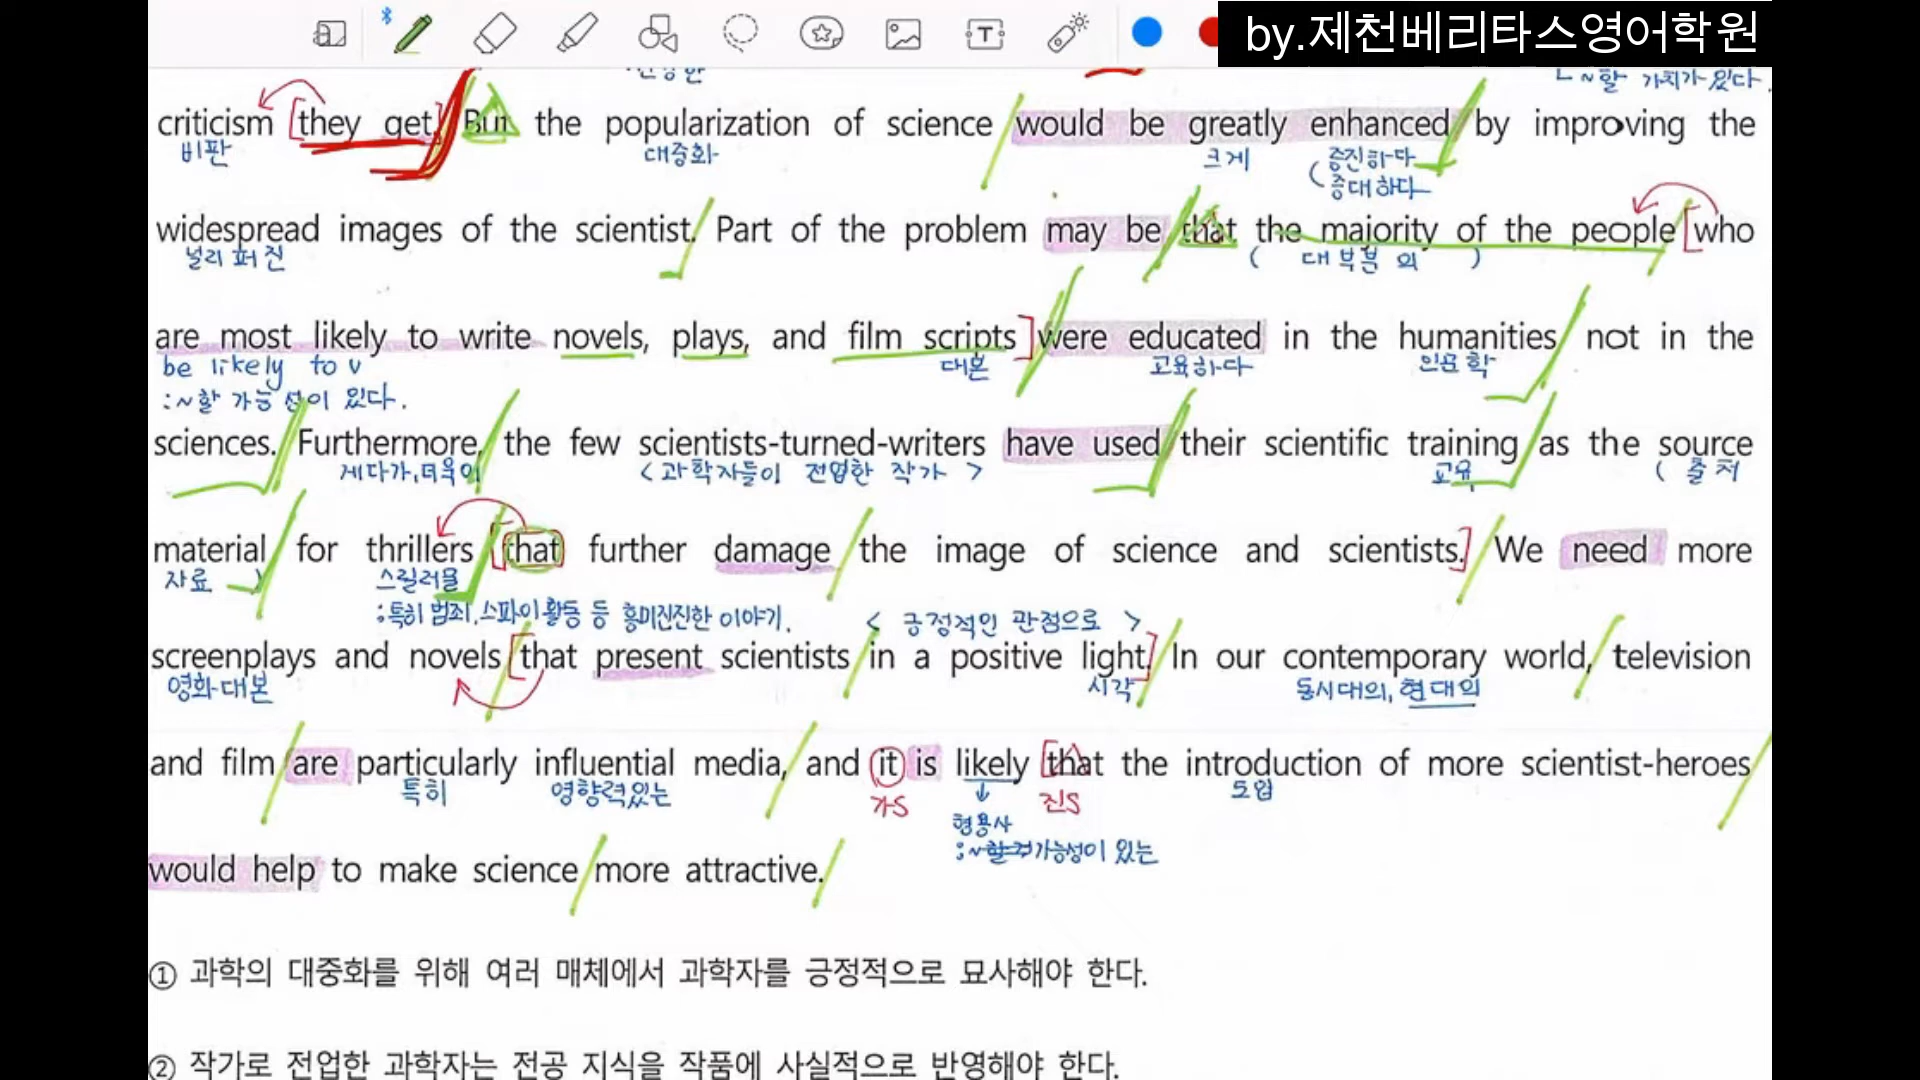 by.제천베리타스영어학원
~할 가치가 있다.
criticism [they get. But the popularization of science would be greatly enhanced by improving the
비판 대중화 크게 (증진하다
증대하다
widespread images of the scientist. Part of the problem may be that the majority of the people [who
널리 퍼진 ( 대부분의 )
are most likely to write novels, plays, and film scripts] were educated in the humanities, not in the
be likely to v 대본 교육하다 인문학
:~할 가능성이 있다.
sciences. Furthermore, the few scientists-turned-writers have used their scientific training as the source
게다가, 더욱이 <과학자들이 전업한 작가> 교육 ( 출처
material for thrillers [that further damage the image of science and scientists.] We need more
자료 ) 스릴러물
;특히 범죄, 스파이활동 등 흥미진진한 이야기. < 긍정적인 관점으로 >
screenplays and novels [that present scientists in a positive light.] In our contemporary world, television
영화대본 시각 동시대의, 현대의
and film are particularly influential media, and it is likely [that the introduction of more scientist-heroes
특히 영향력있는 가S 진S 도입
형용사
would help to make science more attractive.
가능성이 있는
① 과학의 대중화를 위해 여러 매체에서 과학자를 긍정적으로 묘사해야 한다.
② 작가로 전업한 과학자는 전공 지식을 작품에 사실적으로 반영해야 한다.